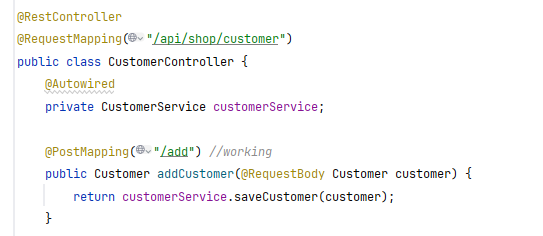 @RestController
@RequestMapping("/api/shop/customer")
public class CustomerController {
@Autowired
private CustomerService customerService;
@PostMapping("/add") //working
public Customer addCustomer(@RequestBody Customer customer) {
return customerService.saveCustomer(customer);
}